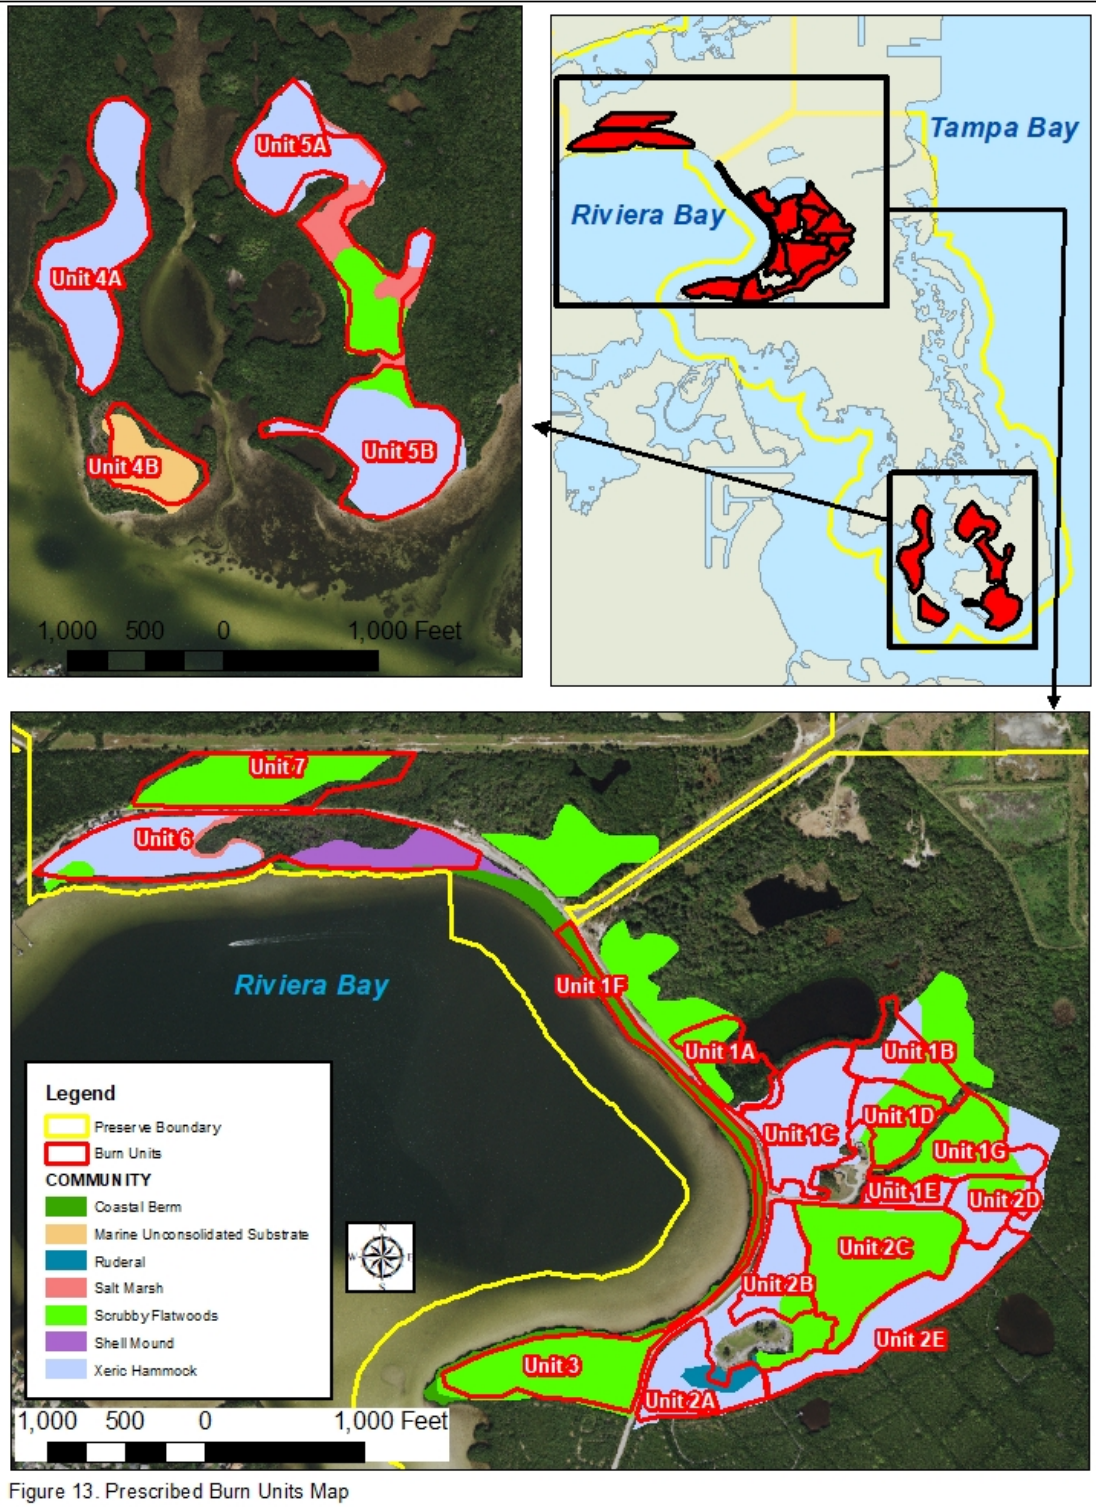 Unit 5A
Unit 4A
Unit 4B
Unit 5B
1,000 500 0 1,000 Feet
Tampa Bay
Riviera Bay
Unit 7
Unit 6
Riviera Bay
Unit 1F
Unit 1A
Unit 1B
Unit 1C
Unit 1D
Unit 1G
Unit 1E
Unit 2D
Unit 2C
Unit 2B
Unit 2E
Unit 3
Unit 2A
Legend
Preserve Boundary
Burn Units
COMMUNITY
Coastal Berm
Marine Unconsolidated Substrate
Ruderal
Salt Marsh
Scrubby Flatwoods
Shell Mound
Xeric Hammock
N
W E
S
1,000 500 0 1,000 Feet
Figure 13. Prescribed Burn Units Map